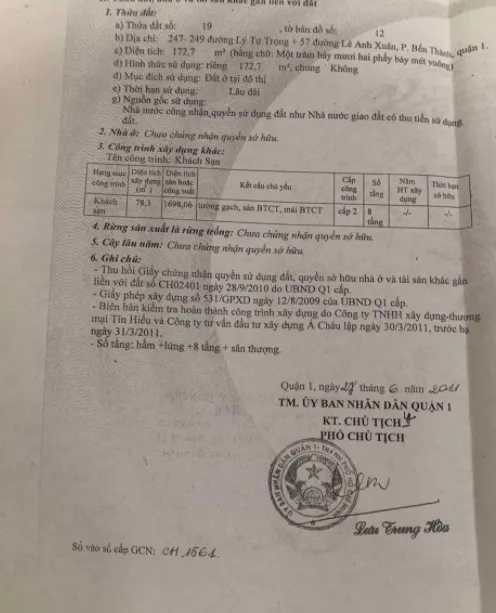 1. Thửa đất:
a) Thửa đất số: 19 , tờ bản đồ số: 12
b) Địa chỉ: 247- 249 đường Lý Tự Trọng + 57 đường Lê Anh Xuân, P. Bến Thành, quận 1.
c) Diện tích: 172,7 m² (bằng chữ: Một trăm bảy mươi hai phẩy bảy mét vuông)
d) Hình thức sử dụng: riêng 172,7 m², chung Không
đ) Mục đích sử dụng: Đất ở tại đô thị
e) Thời hạn sử dụng: Lâu dài
g) Nguồn gốc sử dụng:
Nhà nước công nhận quyền sử dụng đất như Nhà nước giao đất có thu tiền sử dụng
đất.
2. Nhà ở: Chưa chứng nhận quyền sở hữu.
3. Công trình xây dựng khác:
Tên công trình: Khách Sạn
Hạng mục công trình Diện tích xây dựng (m²) Diện tích sàn hoặc công suất Kết cấu chủ yếu Cấp công trình Số tầng Năm HT xây dựng Thời hạn sở hữu
Khách sạn 78,3 1698,06 tường gạch, sàn BTCT, mái BTCT cấp 2 8 tầng -/- -/-
4. Rừng sản xuất là rừng trồng: Chưa chứng nhận quyền sở hữu.
5. Cây lâu năm: Chưa chứng nhận quyền sở hữu.
6. Ghi chú:
- Thu hồi Giấy chứng nhận quyền sử dụng đất, quyền sở hữu nhà ở và tài sản khác gắn
liền với đất số CH02401 ngày 28/9/2010 do UBND Q1 cấp.
- Giấy phép xây dựng số 531/GPXD ngày 12/8/2009 của UBND Q1 cấp.
- Biên bản kiểm tra hoàn thành công trình xây dựng do Công ty TNHH xây dựng-thương
mại Tín Hiếu và Công ty tư vấn đầu tư xây dựng Á Châu lập ngày 30/3/2011, trước bạ
ngày 31/3/2011.
- Số tầng: hầm +lửng +8 tầng + sân thượng.
Quận 1, ngày 27 tháng 6 năm 2011
TM. ỦY BAN NHÂN DÂN QUẬN 1
KT. CHỦ TỊCH
PHÓ CHỦ TỊCH
ỦY BAN NHÂN DÂN QUẬN 1 - THÀNH PHỐ HỒ CHÍ MINH
Lưu Trung Hòa
Số vào sổ cấp GCN: CH 1661.